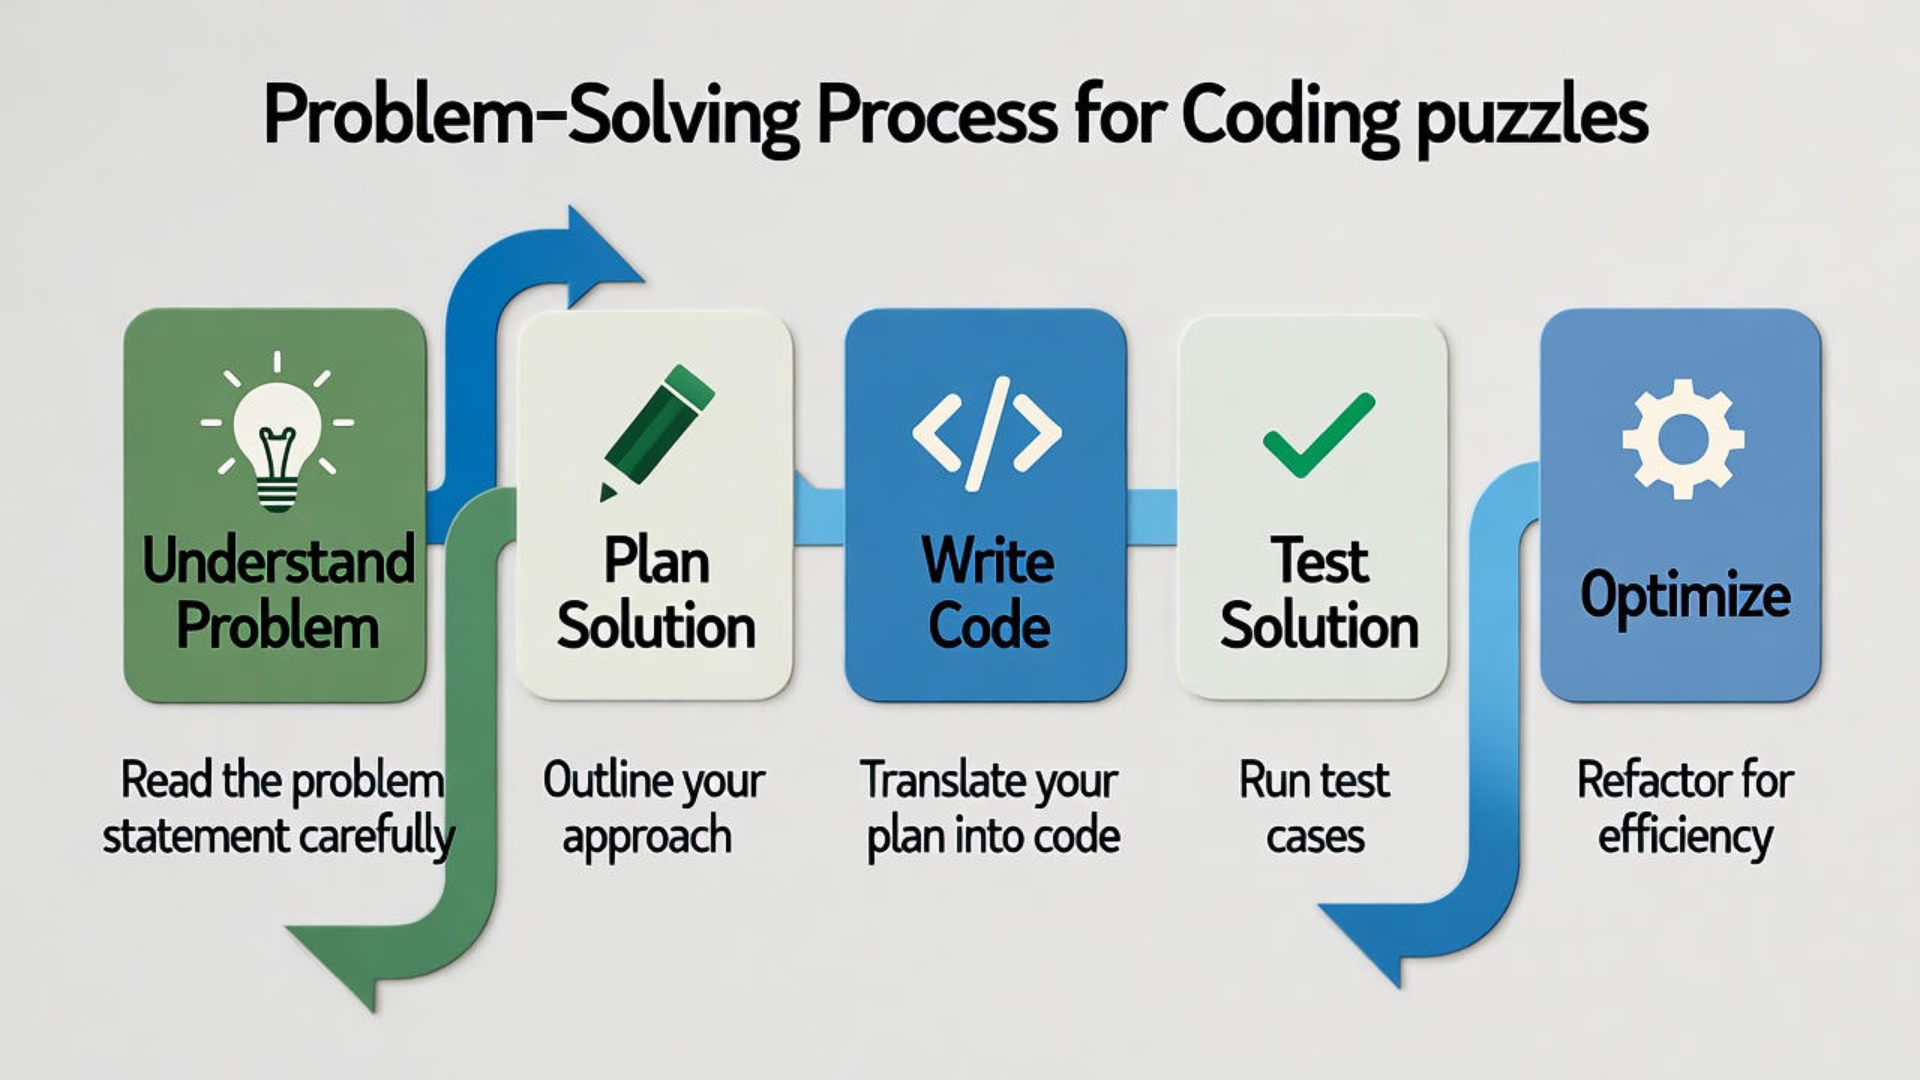 Problem-Solving Process for Coding puzzles
Understand
Problem
Plan
Solution
Write
Code
Test
Solution
Optimize
Read the problem
statement carefully
Outline your
approach
Translate your
plan into code
Run test
cases
Refactor for
efficiency